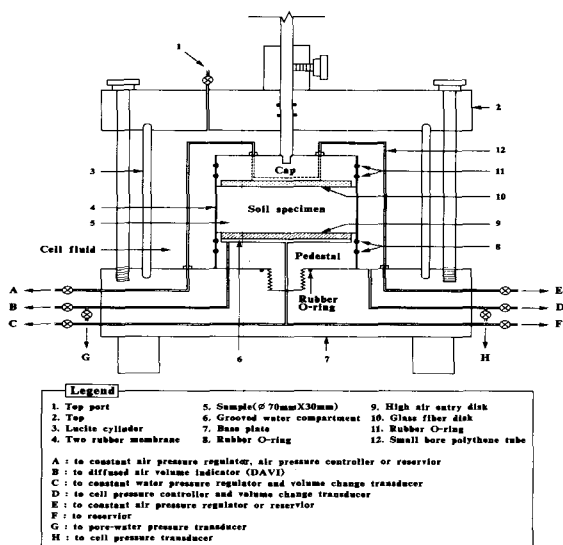 1
2
12
3
Cap
11
4
10
5
Soil specimen
9
Cell fluid
8
Pedestal
A
E
B
Rubber
O-ring
D
C
F
G
6
7
H
Legend
1. Top port
2. Top
3. Lucite cylinder
4. Two rubber membrane
5. Sample(Ø 70mmX30mm)
6. Grooved water compartment
7. Base plate
8. Rubber O-ring
9. High air entry disk
10. Glass fiber disk
11. Rubber O-ring
12. Small bore polythene tube
A : to constant air pressure regulator, air pressure controller or reservior
B : to diffused air volume indicator (DAVI)
C : to constant water pressure regulator and volume change transducer
D : to cell pressure controller and volume change transducer
E : to constant air pressure regulator or reservior
F : to reservior
G : to pore-water pressure transducer
H : to cell pressure transducer